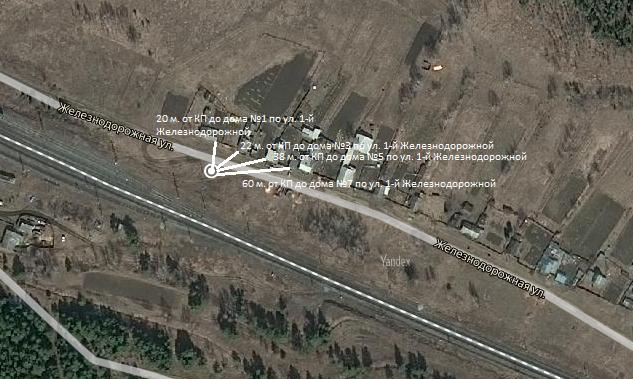 20 м. от КП до дома №1 по ул. 1-й
Железнодорожной
Железнодорожная ул.
22 м. от КП до дома №3 по ул. 1-й Железнодорожной
38 м. от КП до дома №5 по ул. 1-й Железнодорожной
60 м. от КП до дома №7 по ул. 1-й Железнодорожной
Железнодорожная ул.
Yandex